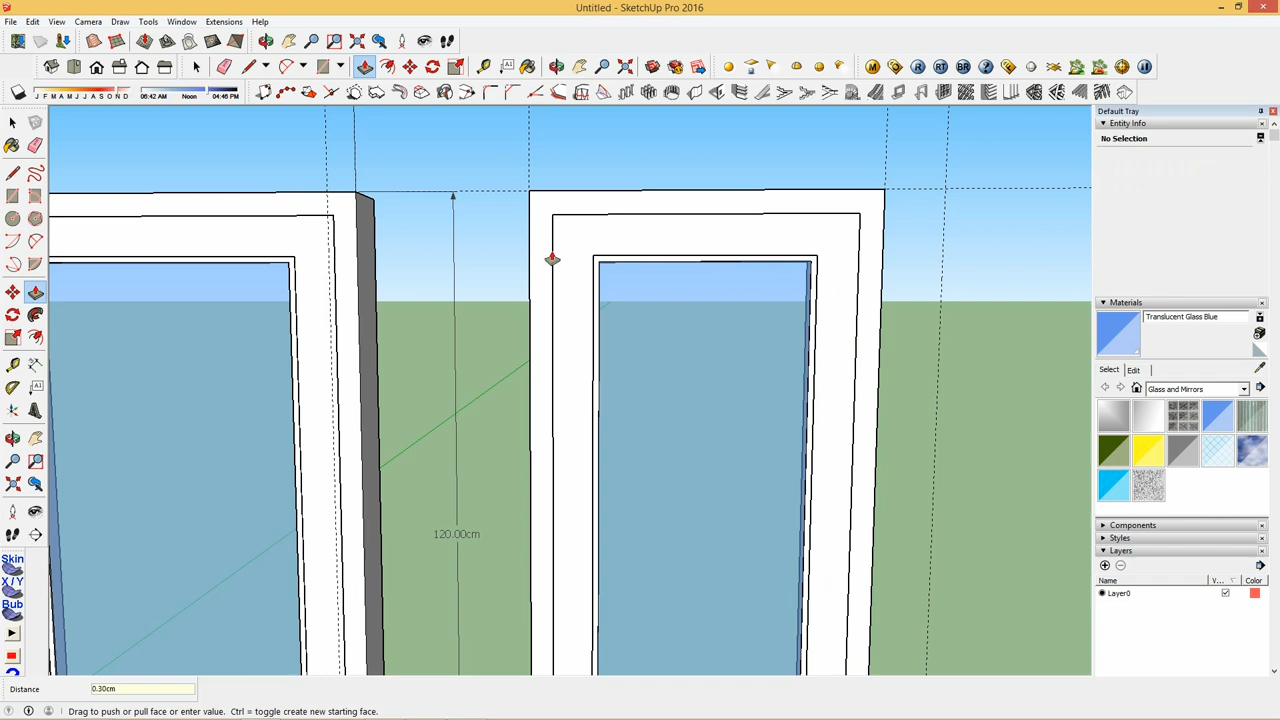 Untitled - SketchUp Pro 2016
File Edit View Camera Draw Tools Window Extensions Help
J F M A M J J A S O N D 06:42 AM Noon 04:46 PM
M R RT BR
Default Tray
Entity Info
No Selection
Materials
Translucent Glass Blue
Select Edit
Glass and Mirrors
Components
Styles
Layers
Name V... Color
Layer0
120.00cm
Skin
X / Y
Bub
Distance 0.30cm
Drag to push or pull face or enter value. Ctrl = toggle create new starting face.